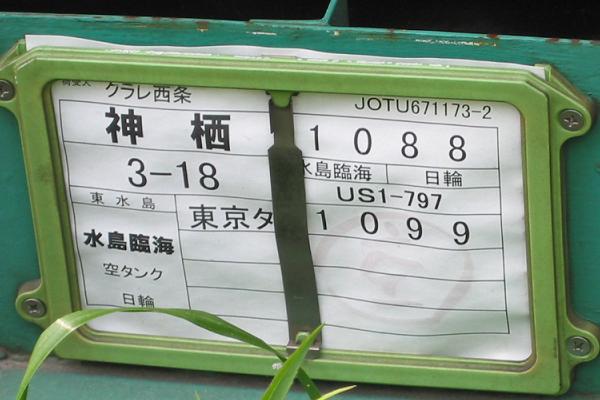 クラレ西条
JOTU671173-2
神栖
1088
3-18
水島臨海 日輪
US1-797
東水島
東京タ
1099
水島臨海
空タンク
日輪